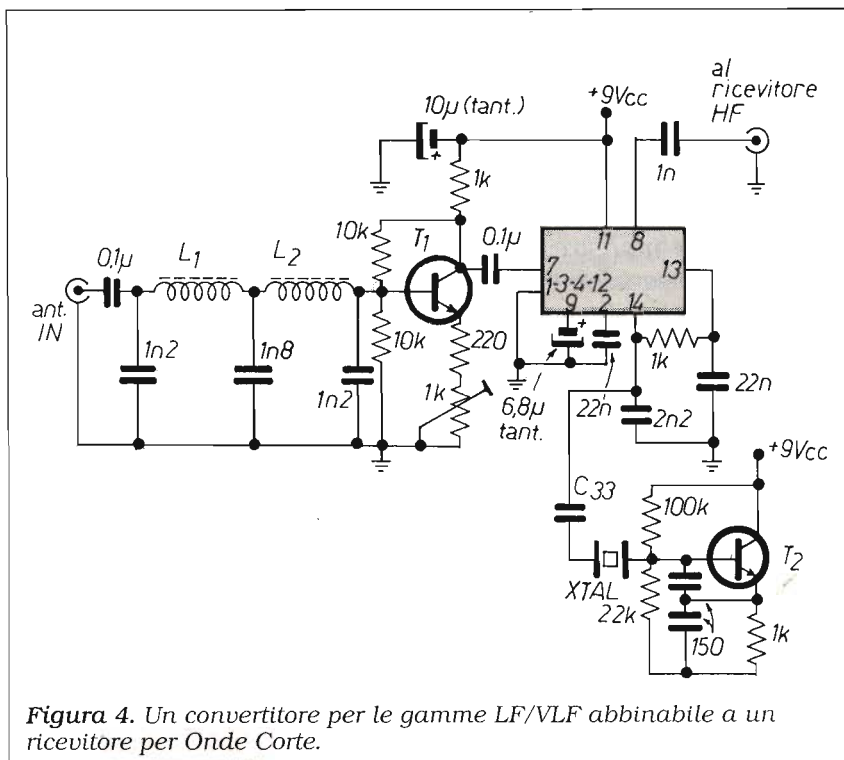 al
ricevitore
HF
+9Vcc
10µ (tant.)
1n
1k
10k
T1
0,1µ
11 8
7 13
1-3-4-12
9 2 14
0,1µ
L1
L2
ant.
IN
10k
220
1k
1n2
1n8
1n2
1k
6,8µ
tant.
22n
2n2
22n
+9Vcc
C33
100k
T2
XTAL
22k
150
1k
Figura 4. Un convertitore per le gamme LF/VLF abbinabile a un
ricevitore per Onde Corte.